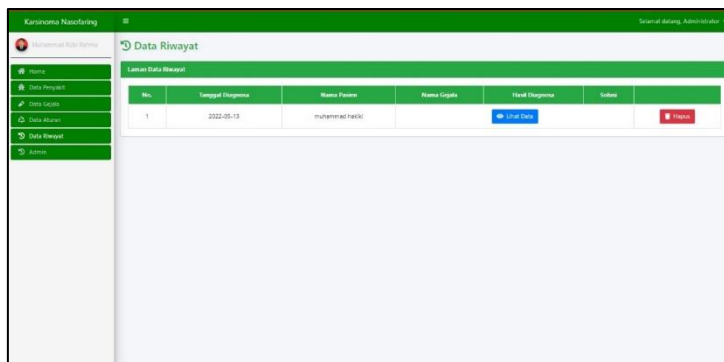 Karsinoma Nasofaring
Selamat datang, Administrator
Data Riwayat
Home
Data Penyakit
Data Gejala
Data Aturan
Data Riwayat
Admin
Laman Data Riwayat
No. Tanggal Diagnosa Nama Pasien Nama Gejala Hasil Diagnosa Solusi
1 2022-05-13 muhammad hakiki Lihat Data Hapus